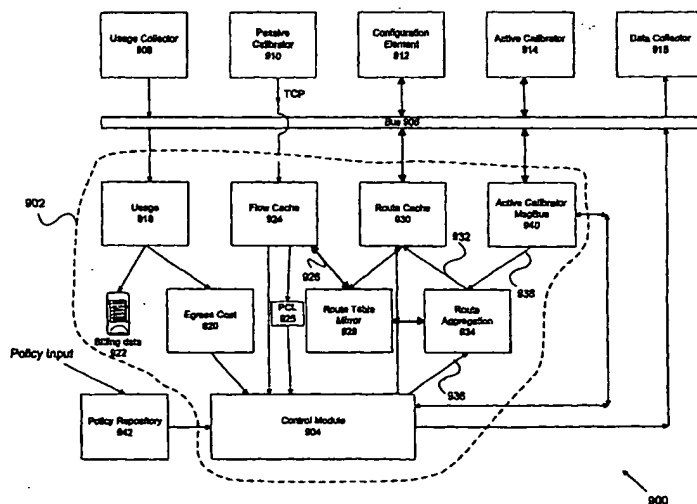 Usage Collector
908
Passive
Calibrator
910
Configuration
Element
912
Active Calibrator
914
Data Collector
916
TCP
Bus 906
902
Usage
918
Flow Cache
924
Route Cache
930
Active Calibrator
MsgBus
940
932
926
938
Egress Cost
920
PCL
925
Route Table
Mirror
928
Route
Aggregation
934
Billing data
922
Policy Input
936
Policy Repository
942
Control Module
904
900